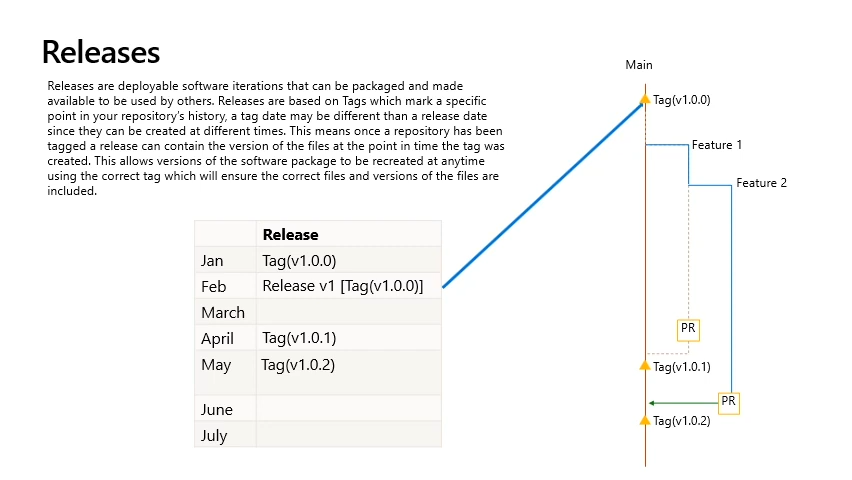 Releases
Releases are deployable software iterations that can be packaged and made
available to be used by others. Releases are based on Tags which mark a specific
point in your repository's history, a tag date may be different than a release date
since they can be created at different times. This means once a repository has been
tagged a release can contain the version of the files at the point in time the tag was
created. This allows versions of the software package to be recreated at anytime
using the correct tag which will ensure the correct files and versions of the files are
included.
Release
Jan Tag(v1.0.0)
Feb Release v1 [Tag(v1.0.0)]
March
April Tag(v1.0.1)
May Tag(v1.0.2)
June
July
Main
Tag(v1.0.0)
Feature 1
Feature 2
PR
Tag(v1.0.1)
PR
Tag(v1.0.2)